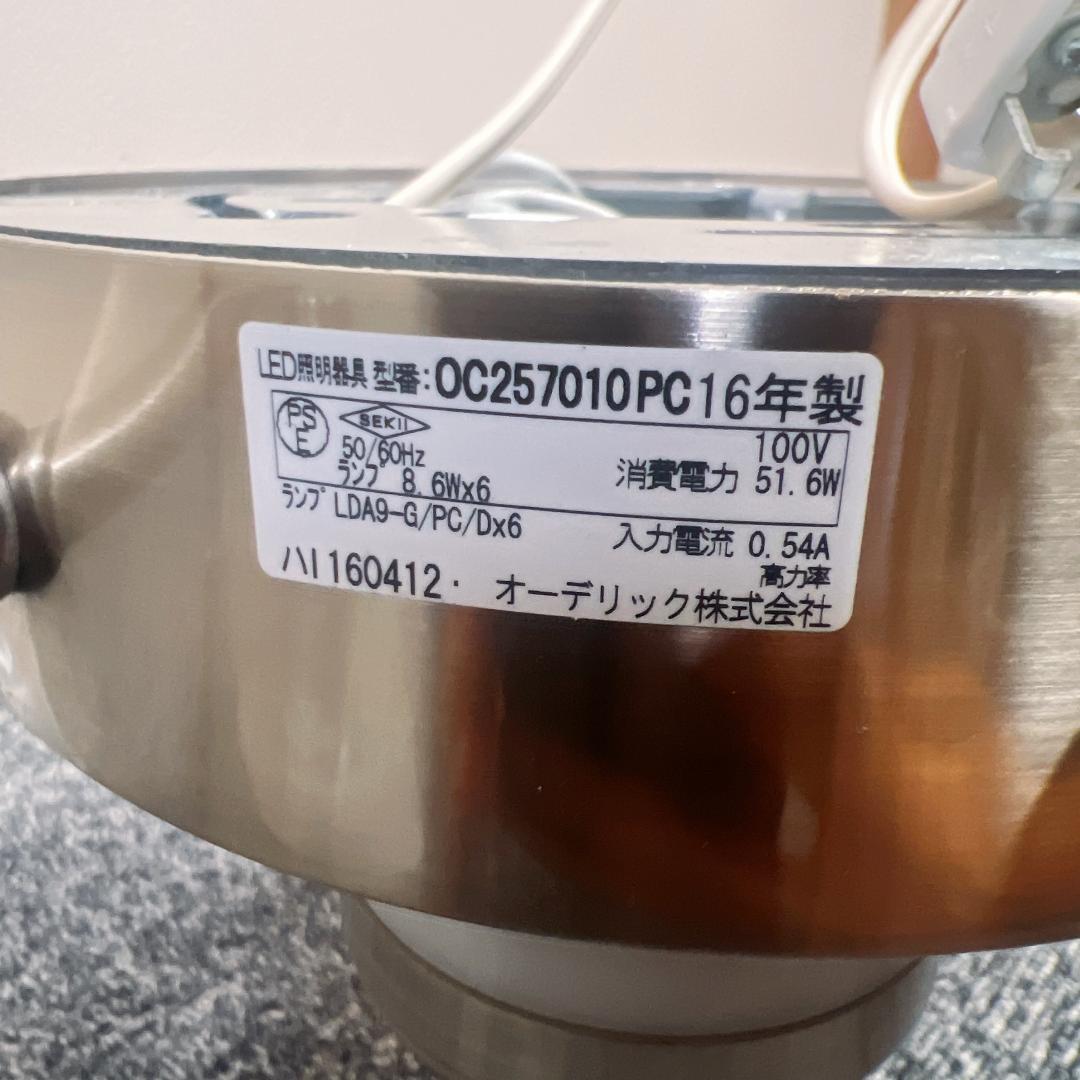 LED照明器具 型番:OC257010PC16年製
PSE SEKII 100V
50/60Hz 消費電力 51.6W
ランプ 8.6Wx6
ランプ LDA9-G/PC/Dx6 入力電流 0.54A
高力率
ハI160412・ オーデリック株式会社